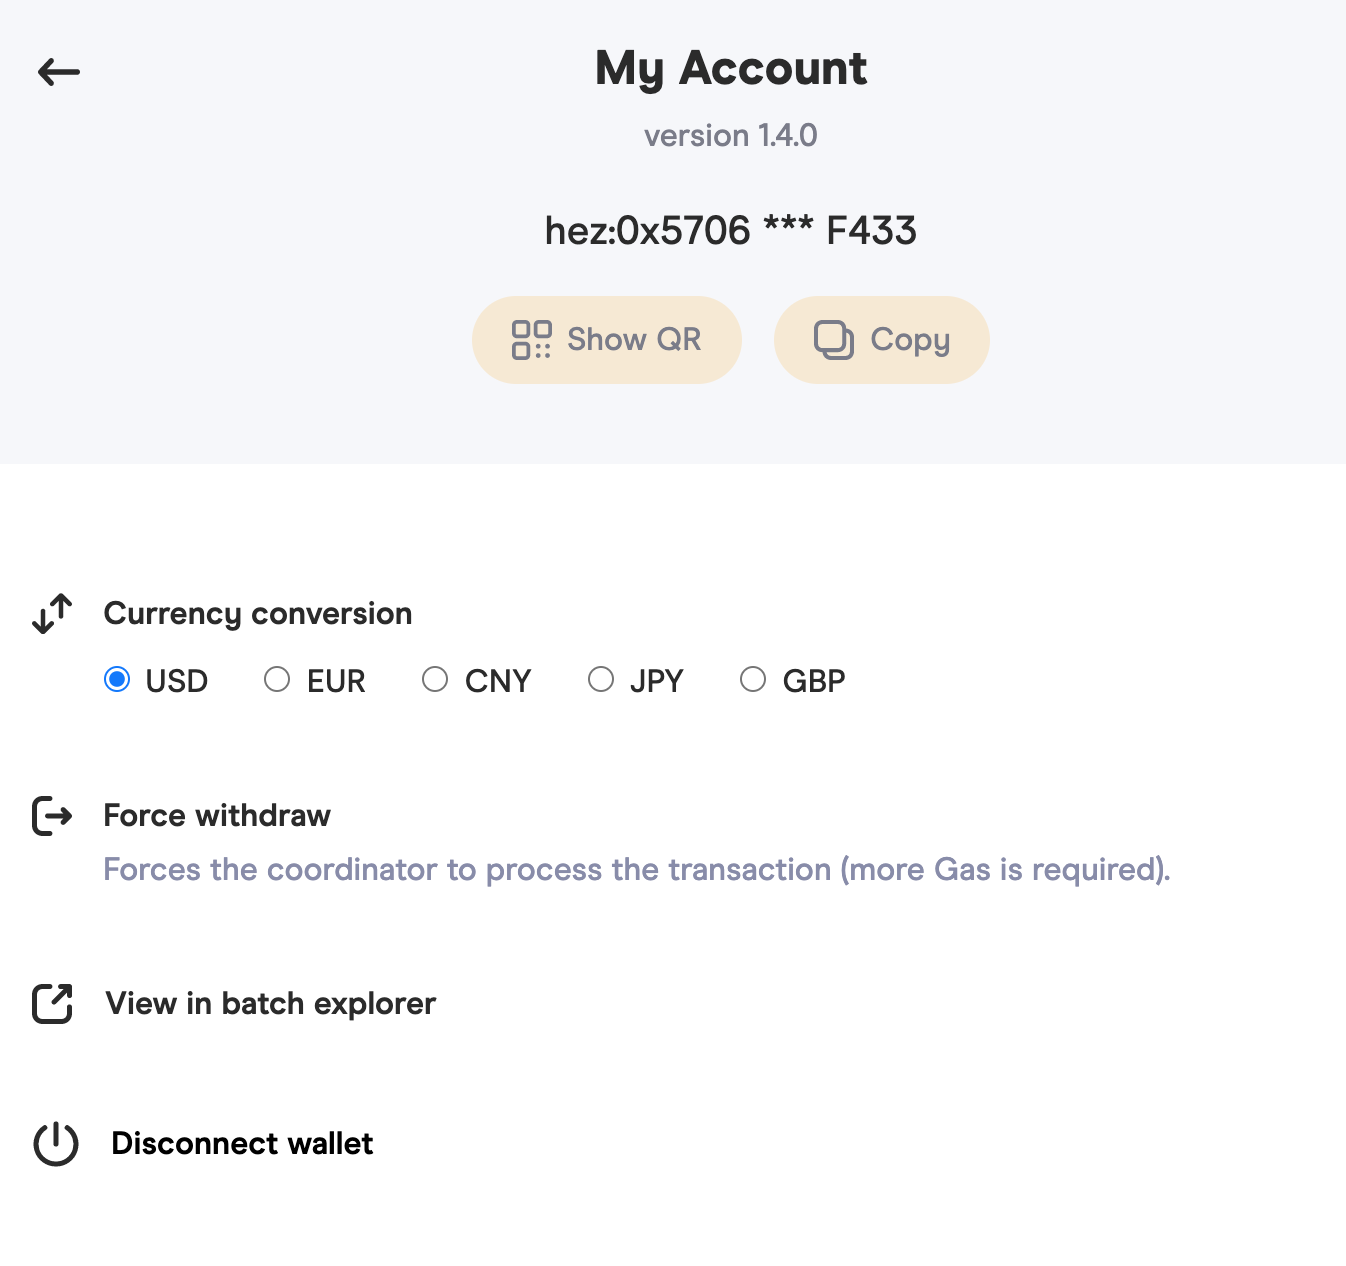 My Account
version 1.4.0
hez:0x5706 *** F433
Show QR Copy
Currency conversion
USD EUR CNY JPY GBP
Force withdraw
Forces the coordinator to process the transaction (more Gas is required).
View in batch explorer
Disconnect wallet